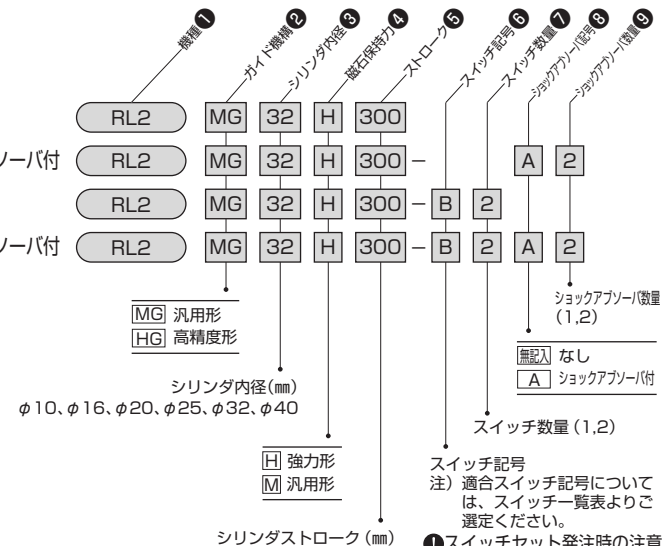 機種❶
ガイド機構❷
シリンダ内径❸
磁石保持力❹
ストローク❺
スイッチ記号❻
スイッチ数量❼
ショックアブソーバ記号❽
ショックアブソーバ数量❾
RL2 MG 32 H 300
ソーバ付 RL2 MG 32 H 300 − A 2
RL2 MG 32 H 300 − B 2
ソーバ付 RL2 MG 32 H 300 − B 2 A 2
MG 汎用形
HG 高精度形
シリンダ内径(㎜)
φ10、φ16、φ20、φ25、φ32、φ40
H 強力形
M 汎用形
シリンダストローク(㎜)
スイッチ記号
注)適合スイッチ記号について
は、スイッチ一覧表よりご
選定ください。
❶スイッチセット発注時の注意
スイッチ数量(1,2)
無記入 なし
A ショックアブソーバ付
ショックアブソーバ数量
(1,2)